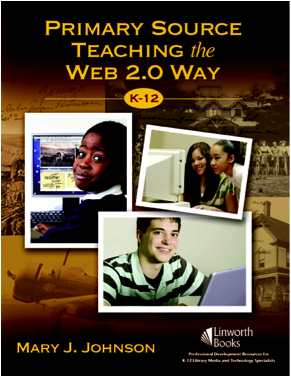 PRIMARY SOURCE
TEACHING the
WEB 2.0 WAY
K-12
Linworth
Books
Professional Development Resources for
K-12 Library Media and Technology Specialists
MARY J. JOHNSON